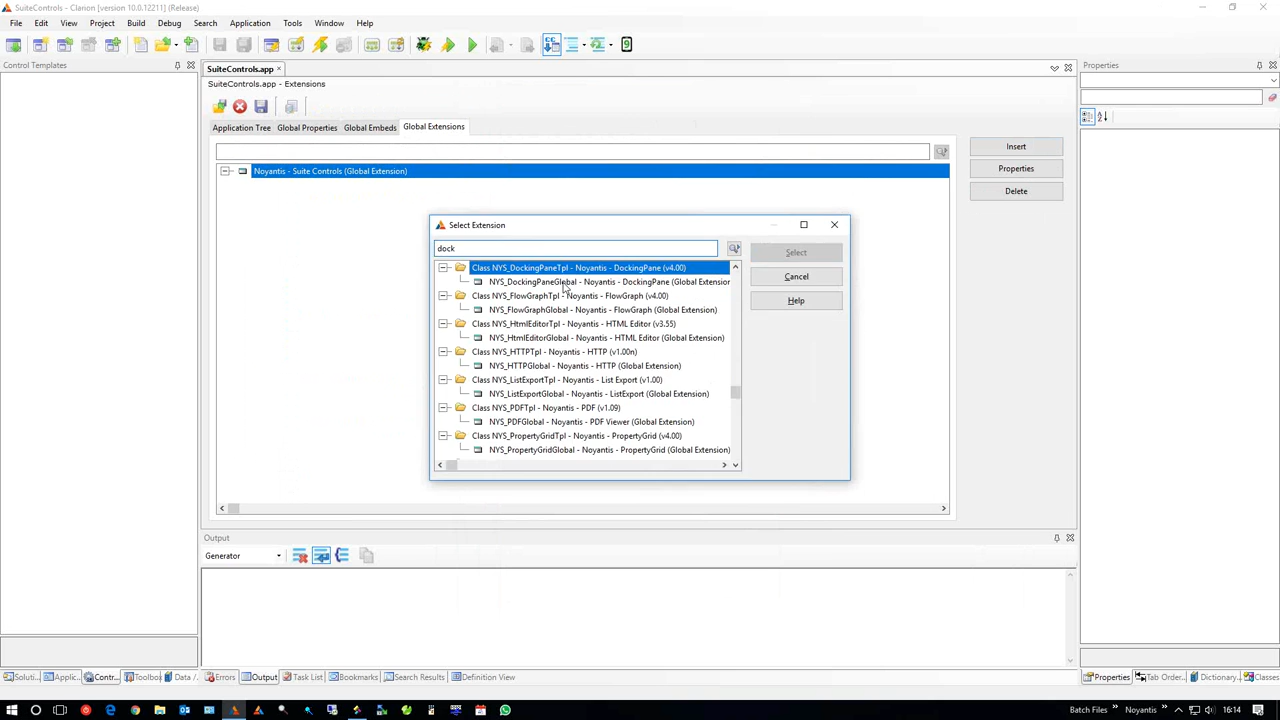 SuiteControls - Clarion [version 10.0.12211] (Release)
File Edit View Project Build Debug Search Application Tools Window Help
Control Templates
SuiteControls.app
Properties
SuiteControls.app - Extensions
Application Tree Global Properties Global Embeds Global Extensions
Insert
Noyantis - Suite Controls (Global Extension)
Properties
Delete
Select Extension
dock
Select
Class NYS_DockingPaneTpl - Noyantis - DockingPane (v4.00)
NYS_DockingPaneGlobal - Noyantis - DockingPane (Global Extension
Cancel
Class NYS_FlowGraphTpl - Noyantis - FlowGraph (v4.00)
Help
NYS_FlowGraphGlobal - Noyantis - FlowGraph (Global Extension)
Class NYS_HtmlEditorTpl - Noyantis - HTML Editor (v3.55)
NYS_HtmlEditorGlobal - Noyantis - HTML Editor (Global Extension)
Class NYS_HTTPTpl - Noyantis - HTTP (v1.00n)
NYS_HTTPGlobal - Noyantis - HTTP (Global Extension)
Class NYS_ListExportTpl - Noyantis - List Export (v1.00)
NYS_ListExportGlobal - Noyantis - ListExport (Global Extension)
Class NYS_PDFTpl - Noyantis - PDF (v1.09)
NYS_PDFGlobal - Noyantis - PDF Viewer (Global Extension)
Class NYS_PropertyGridTpl - Noyantis - PropertyGrid (v4.00)
NYS_PropertyGridGlobal - Noyantis - PropertyGrid (Global Extension)
Output
Generator
Soluti... Applic... Contr... Toolbox Data /... Errors Output Task List Bookmarks Search Results Definition View Properties Tab Order... Dictionary... Classes
Batch Files » Noyantis » 16:14